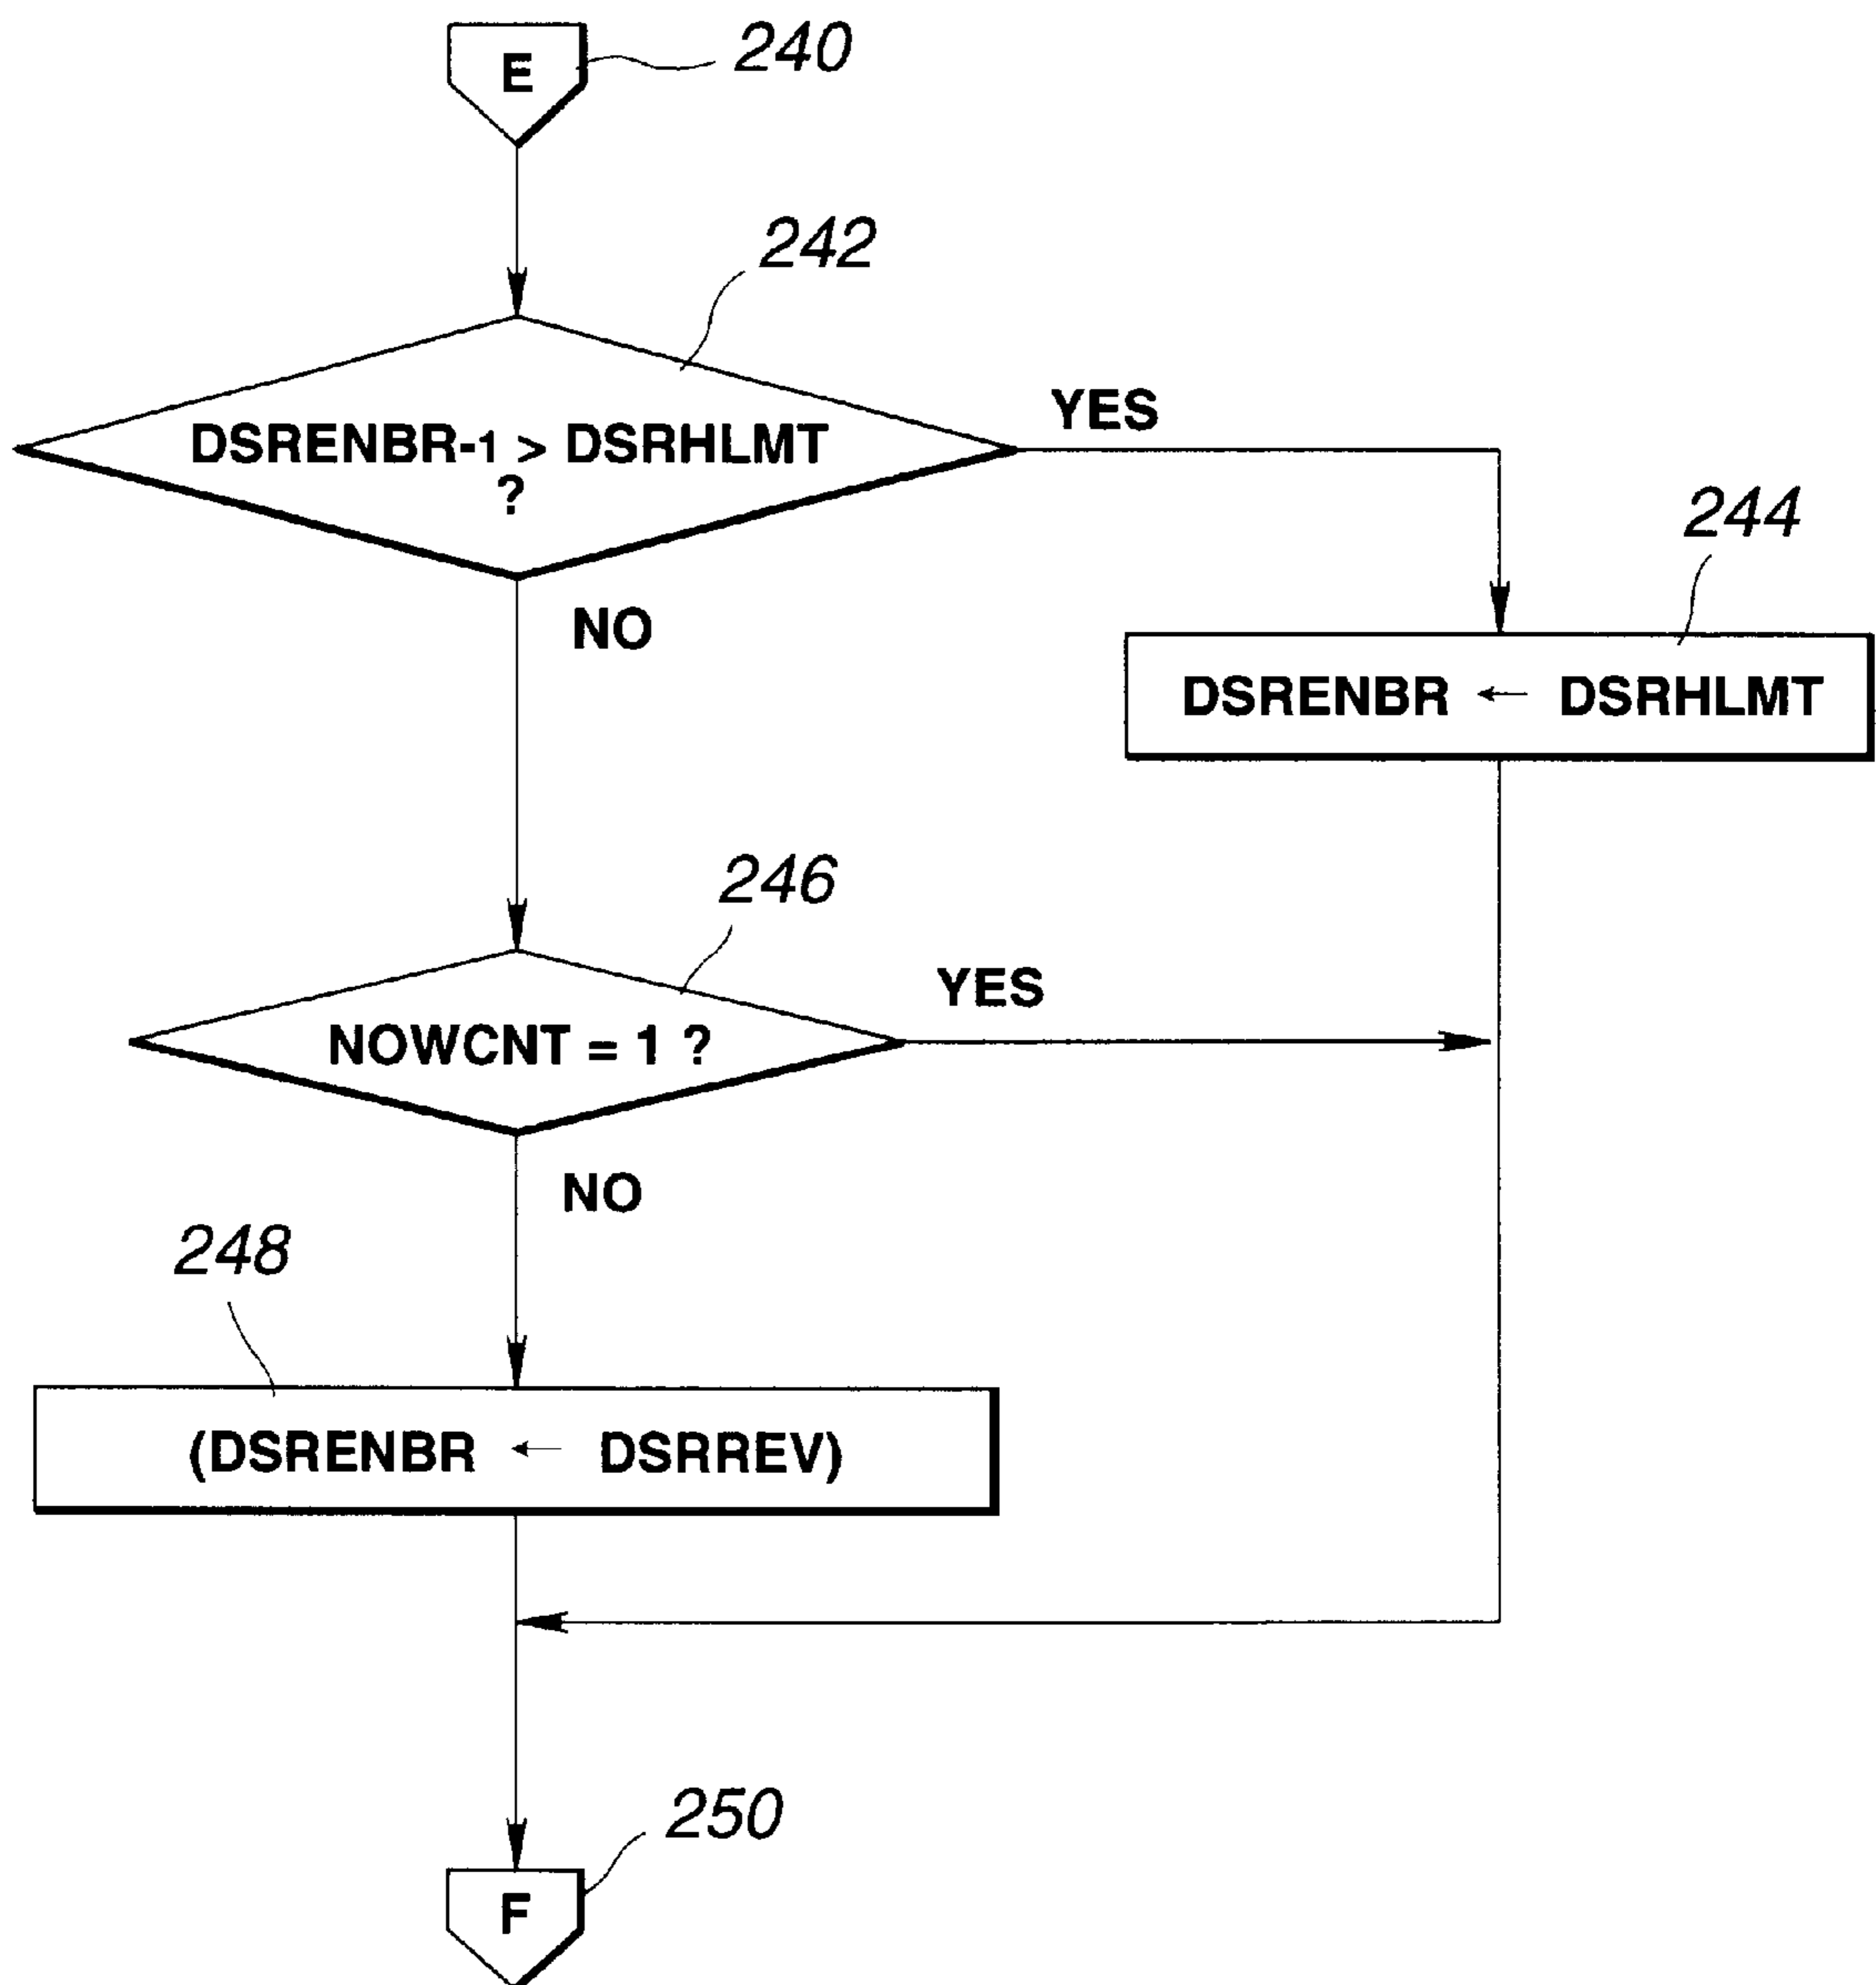 E
240
242
DSRENBR-1 > DSRHLMT
?
YES
NO
244
DSRENBR ← DSRHLMT
246
NOWCNT = 1 ?
YES
NO
248
(DSRENBR ← DSRREV)
250
F